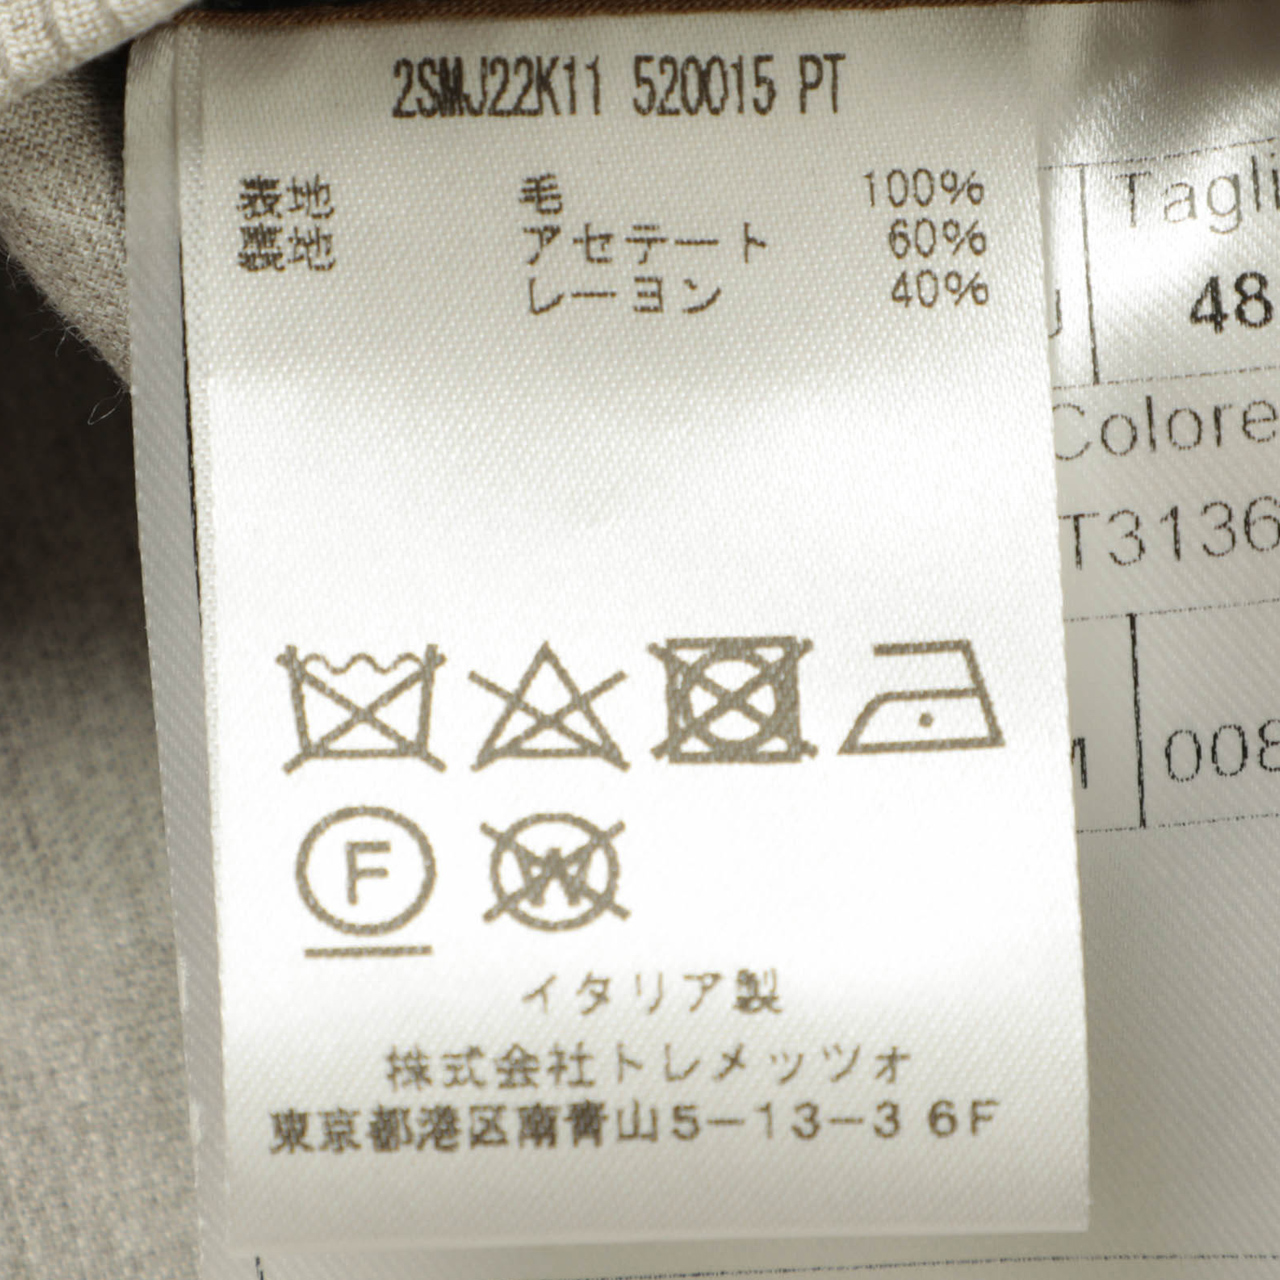 2SMJ22K11 520015 PT
表地 毛 100%
裏地 アセテート 60%
レーヨン 40%
F
W
イタリア製
株式会社トレメッツォ
東京都港区南青山5-13-3 6F
Tagli
48
Colore
T3136
008